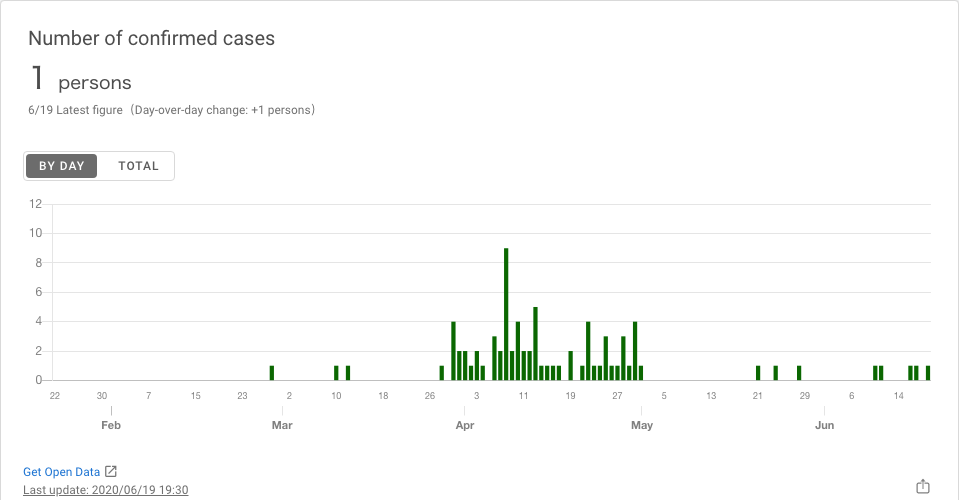 Number of confirmed cases
1 persons
6/19 Latest figure（Day-over-day change: +1 persons）
BY DAY TOTAL
12
10
8
6
4
2
0
22 30 7 15 23 2 10 18 26 3 11 19 27 5 13 21 29 6 14
Feb Mar Apr May Jun
Get Open Data
Last update: 2020/06/19 19:30